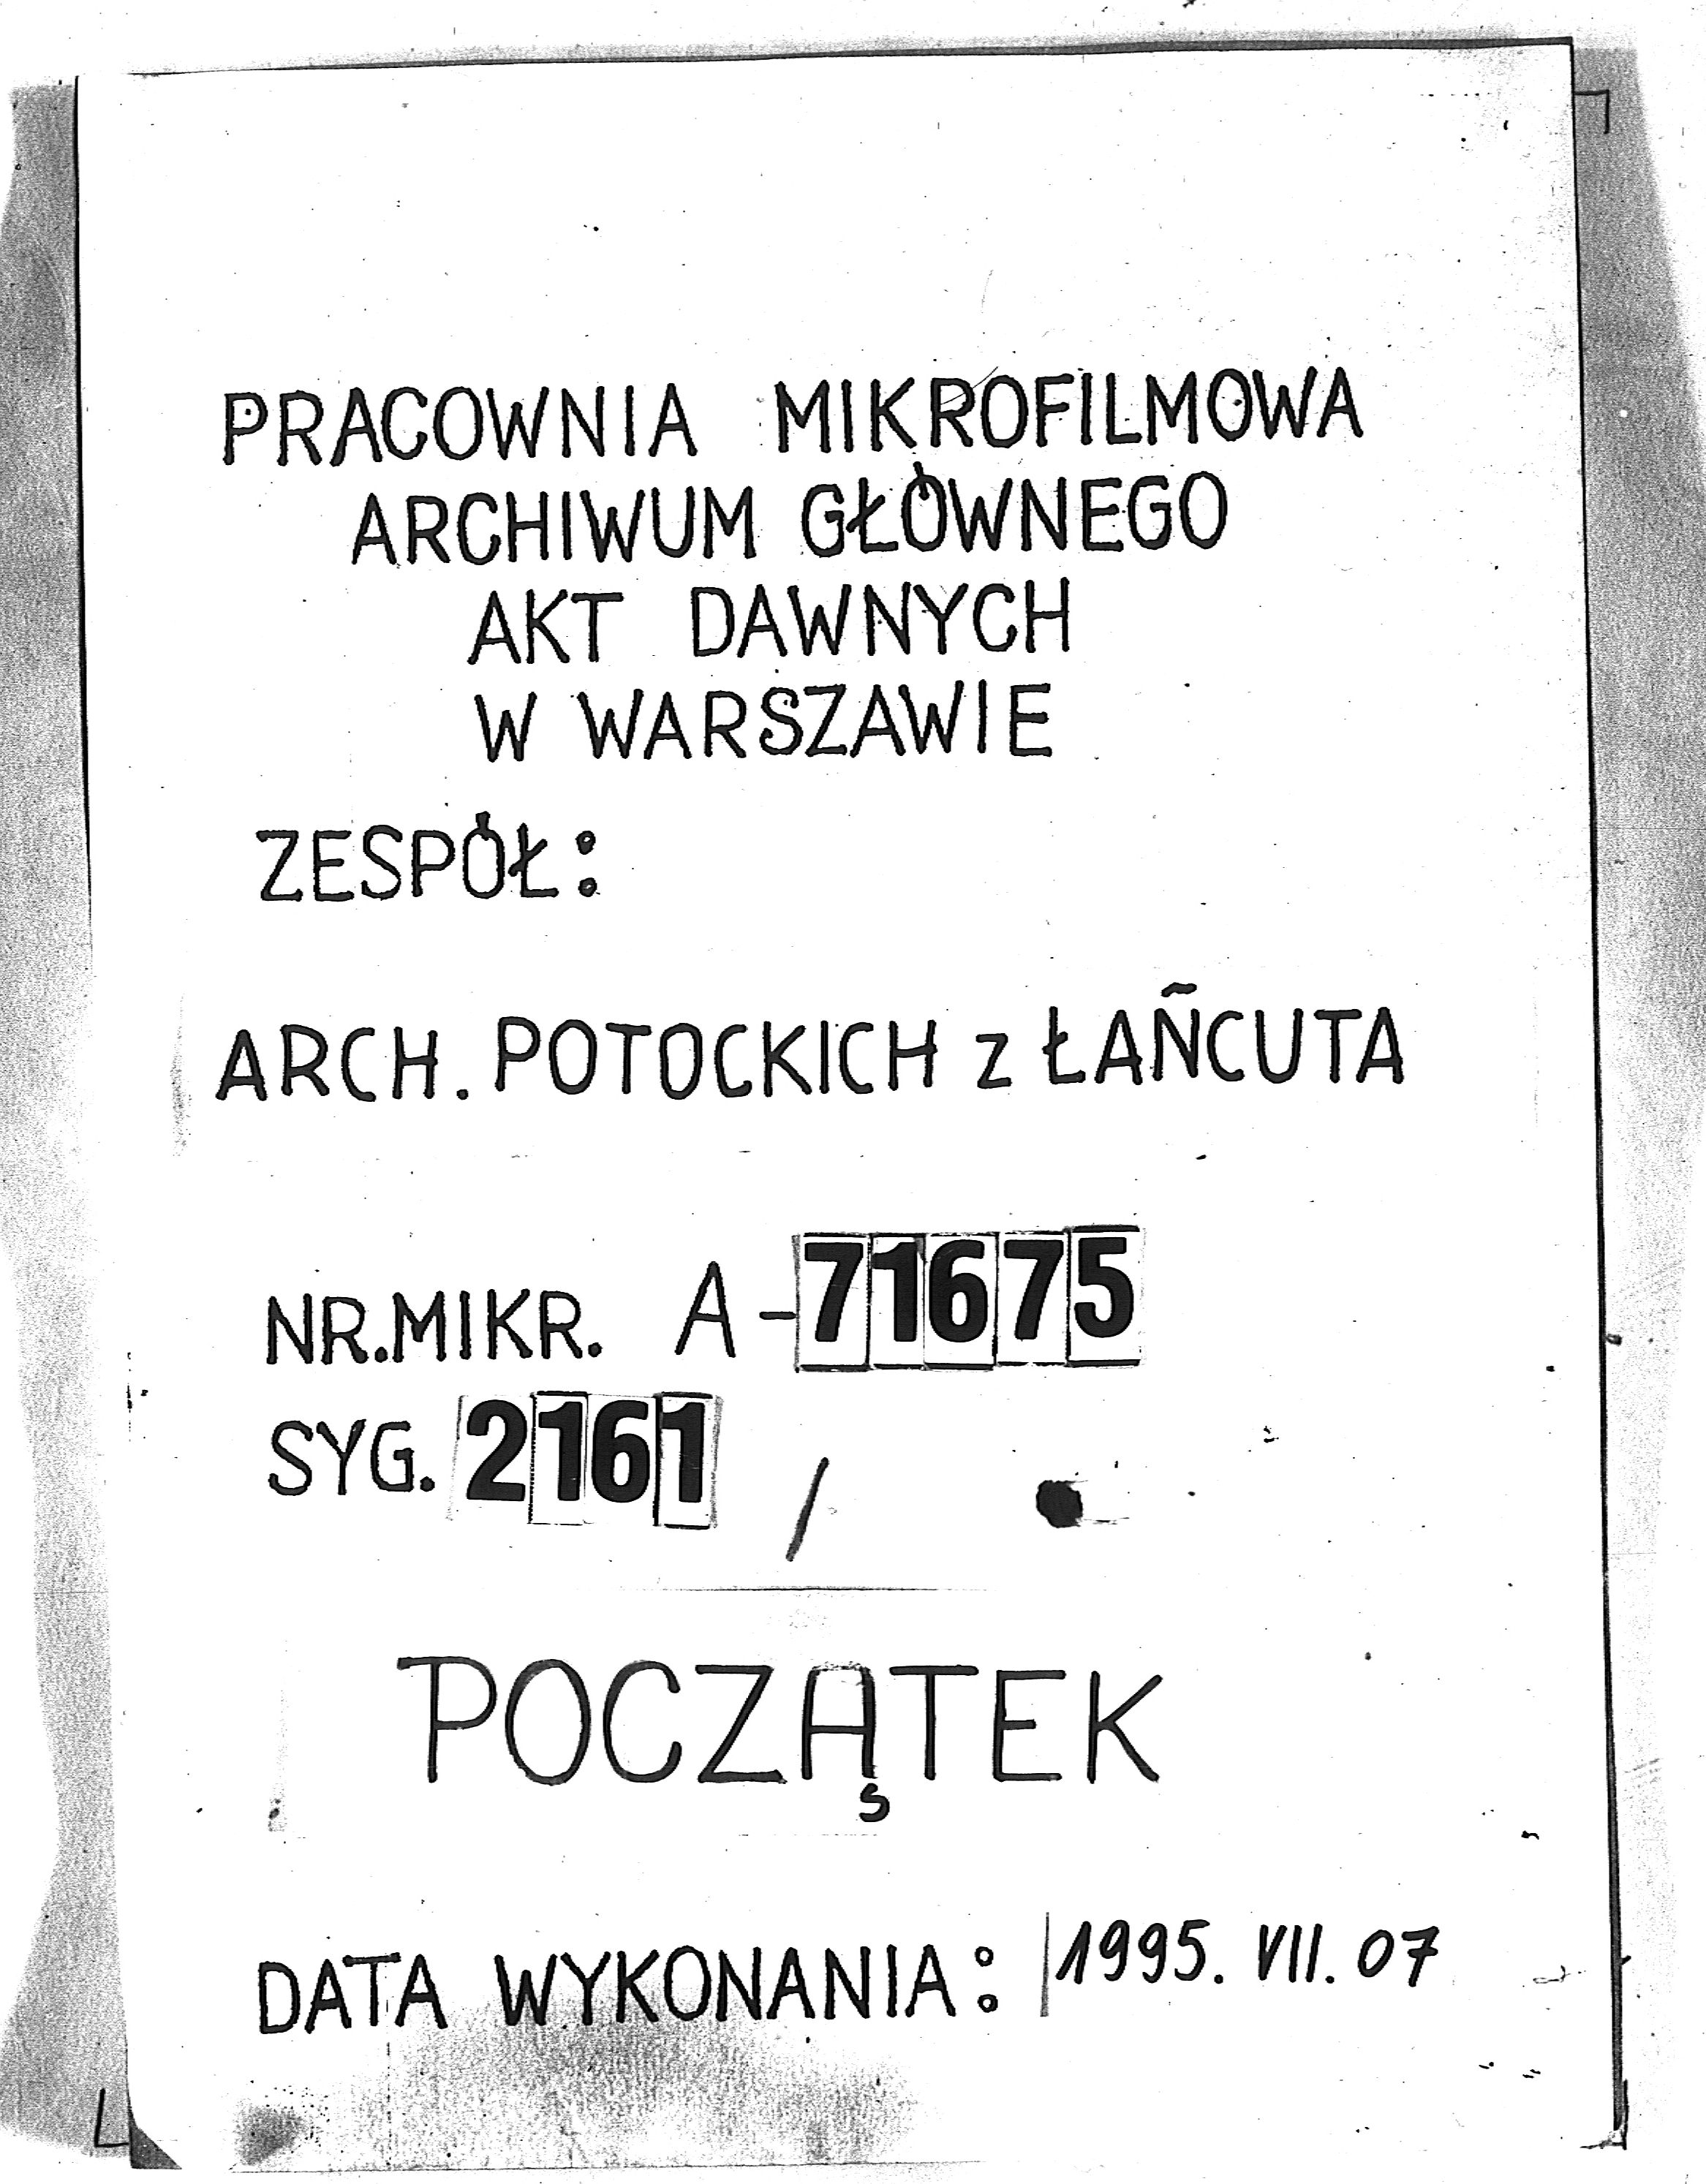 PRACOWNIA MIKROFILMOWA
ARCHIWUM GŁÓWNEGO
AKT DAWNYCH
W WARSZAWIE
ZESPÓŁ:
ARCH. POTOCKICH z ŁAŃCUTA
NR.MIKR. A-71675
SYG. 2161 /
POCZĄTEK
DATA WYKONANIA: 1995. VII. 07